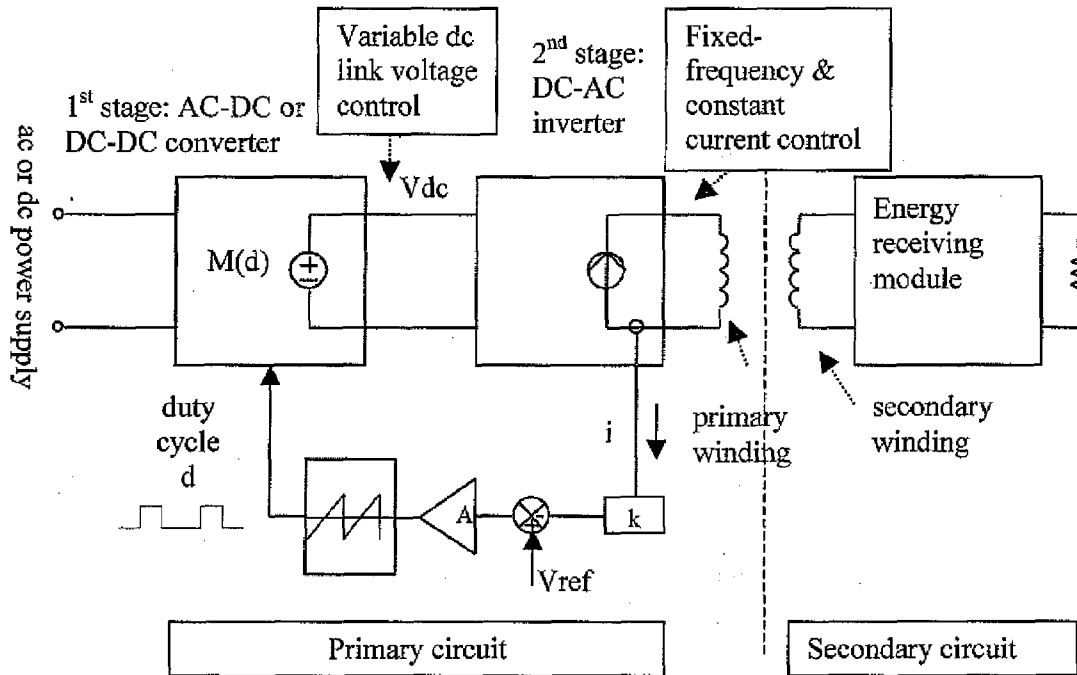 Variable dc
link voltage
control
2nd stage:
DC-AC
inverter
Fixed-
frequency &
constant
current control
1st stage: AC-DC or
DC-DC converter
ac or dc power supply
Vdc
M(d)
Energy
receiving
module
duty
cycle
d
i
primary
winding
secondary
winding
A
k
Vref
Primary circuit
Secondary circuit